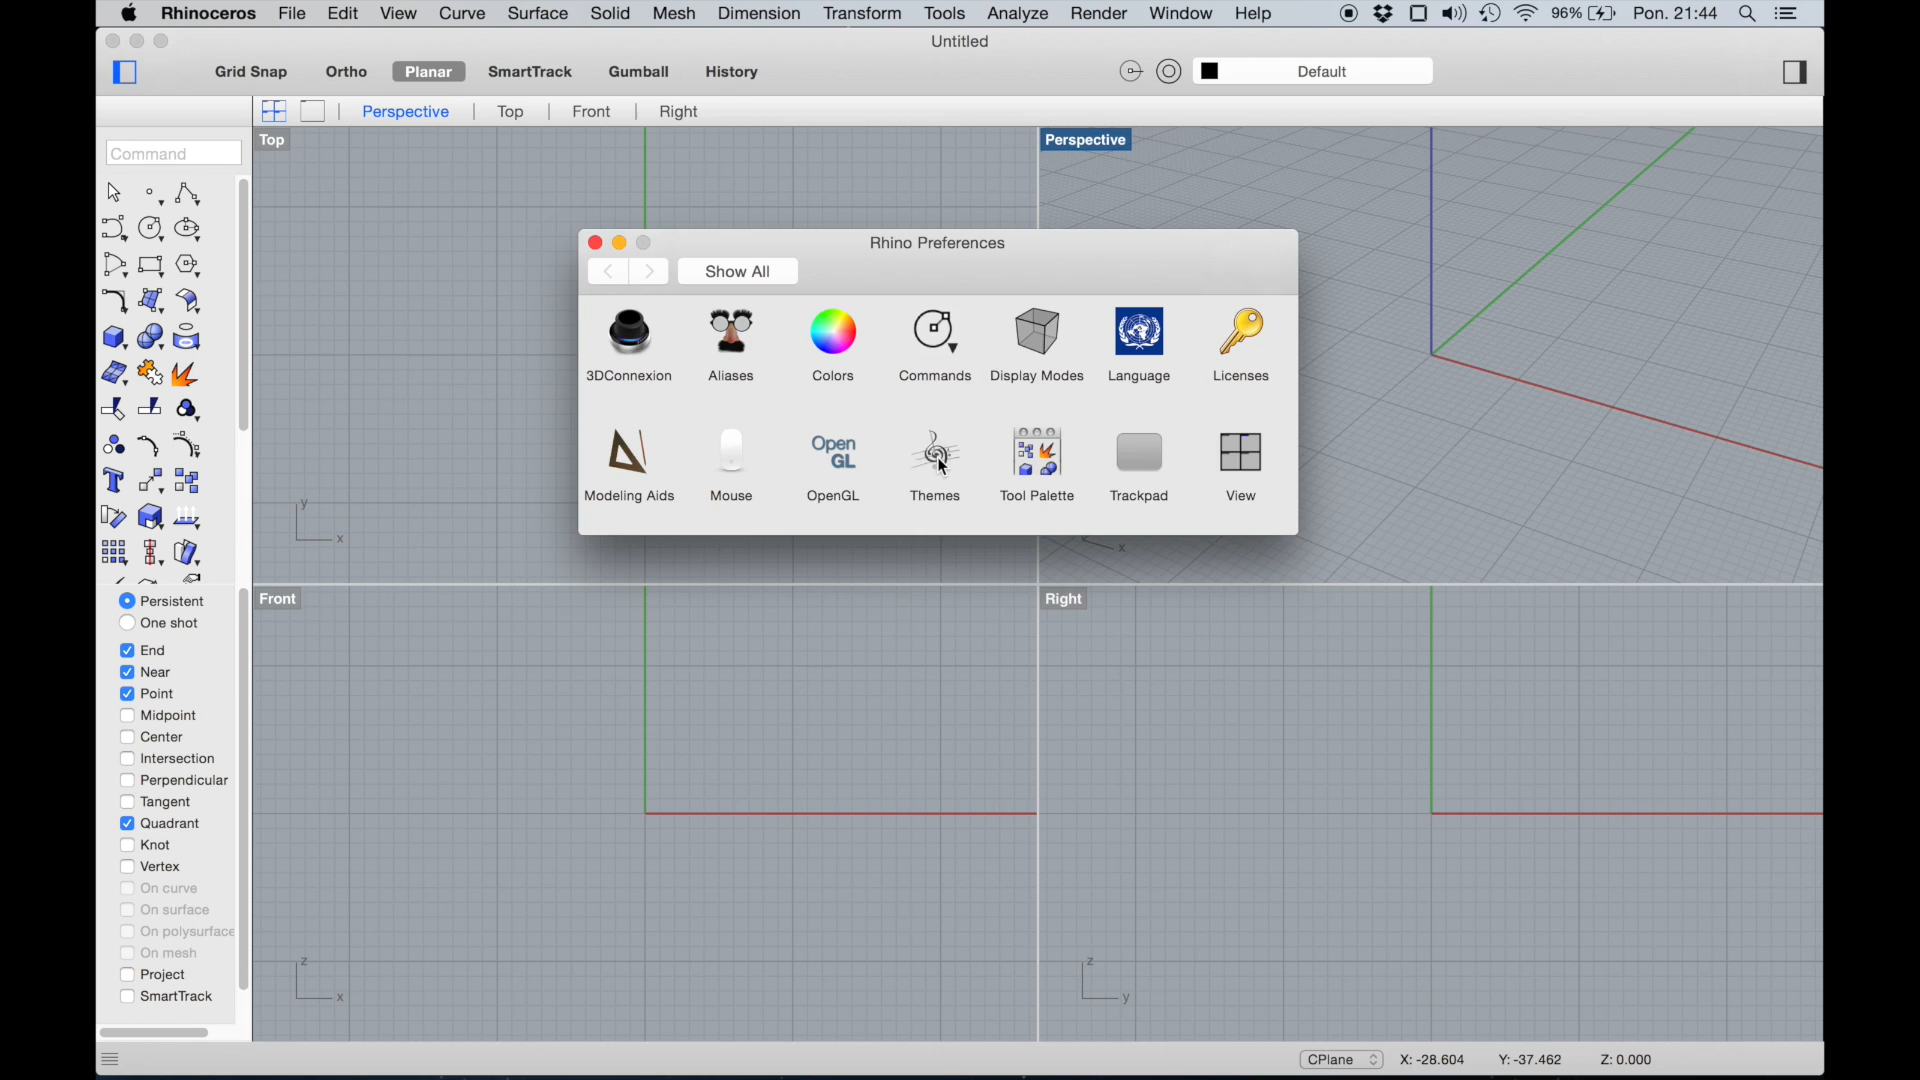 Rhinoceros File Edit View Curve Surface Solid Mesh Dimension Transform Tools Analyze Render Window Help 96% Pon. 21:44
Untitled
Grid Snap Ortho Planar SmartTrack Gumball History Default
Perspective Top Front Right
Command
Top
Perspective
Rhino Preferences
Show All
3DConnexion Aliases Colors Commands Display Modes Language Licenses
Open
GL
Modeling Aids Mouse OpenGL Themes Tool Palette Trackpad View
y
x
x
Front
Right
Persistent
One shot
End
Near
Point
Midpoint
Center
Intersection
Perpendicular
Tangent
Quadrant
Knot
Vertex
On curve
On surface
On polysurface
On mesh
Project
SmartTrack
z
x
z
y
CPlane X: -28.604 Y: -37.462 Z: 0.000